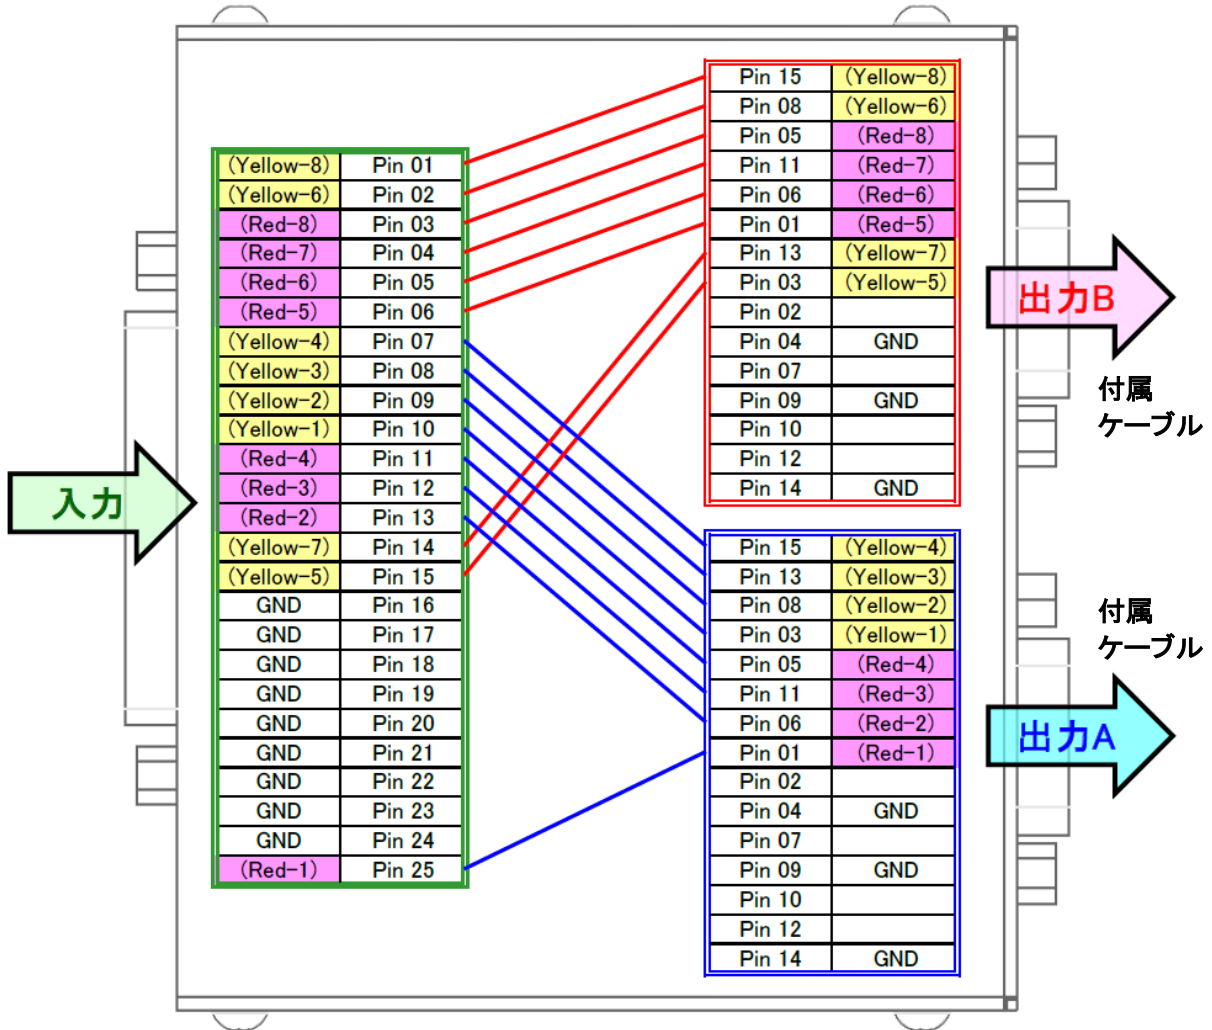 入力
(Yellow-8) Pin 01
(Yellow-6) Pin 02
(Red-8) Pin 03
(Red-7) Pin 04
(Red-6) Pin 05
(Red-5) Pin 06
(Yellow-4) Pin 07
(Yellow-3) Pin 08
(Yellow-2) Pin 09
(Yellow-1) Pin 10
(Red-4) Pin 11
(Red-3) Pin 12
(Red-2) Pin 13
(Yellow-7) Pin 14
(Yellow-5) Pin 15
GND Pin 16
GND Pin 17
GND Pin 18
GND Pin 19
GND Pin 20
GND Pin 21
GND Pin 22
GND Pin 23
GND Pin 24
(Red-1) Pin 25
Pin 15 (Yellow-8)
Pin 08 (Yellow-6)
Pin 05 (Red-8)
Pin 11 (Red-7)
Pin 06 (Red-6)
Pin 01 (Red-5)
Pin 13 (Yellow-7)
Pin 03 (Yellow-5)
Pin 02
Pin 04 GND
Pin 07
Pin 09 GND
Pin 10
Pin 12
Pin 14 GND
出力B
付属
ケーブル
Pin 15 (Yellow-4)
Pin 13 (Yellow-3)
Pin 08 (Yellow-2)
Pin 03 (Yellow-1)
Pin 05 (Red-4)
Pin 11 (Red-3)
Pin 06 (Red-2)
Pin 01 (Red-1)
Pin 02
Pin 04 GND
Pin 07
Pin 09 GND
Pin 10
Pin 12
Pin 14 GND
付属
ケーブル
出力A